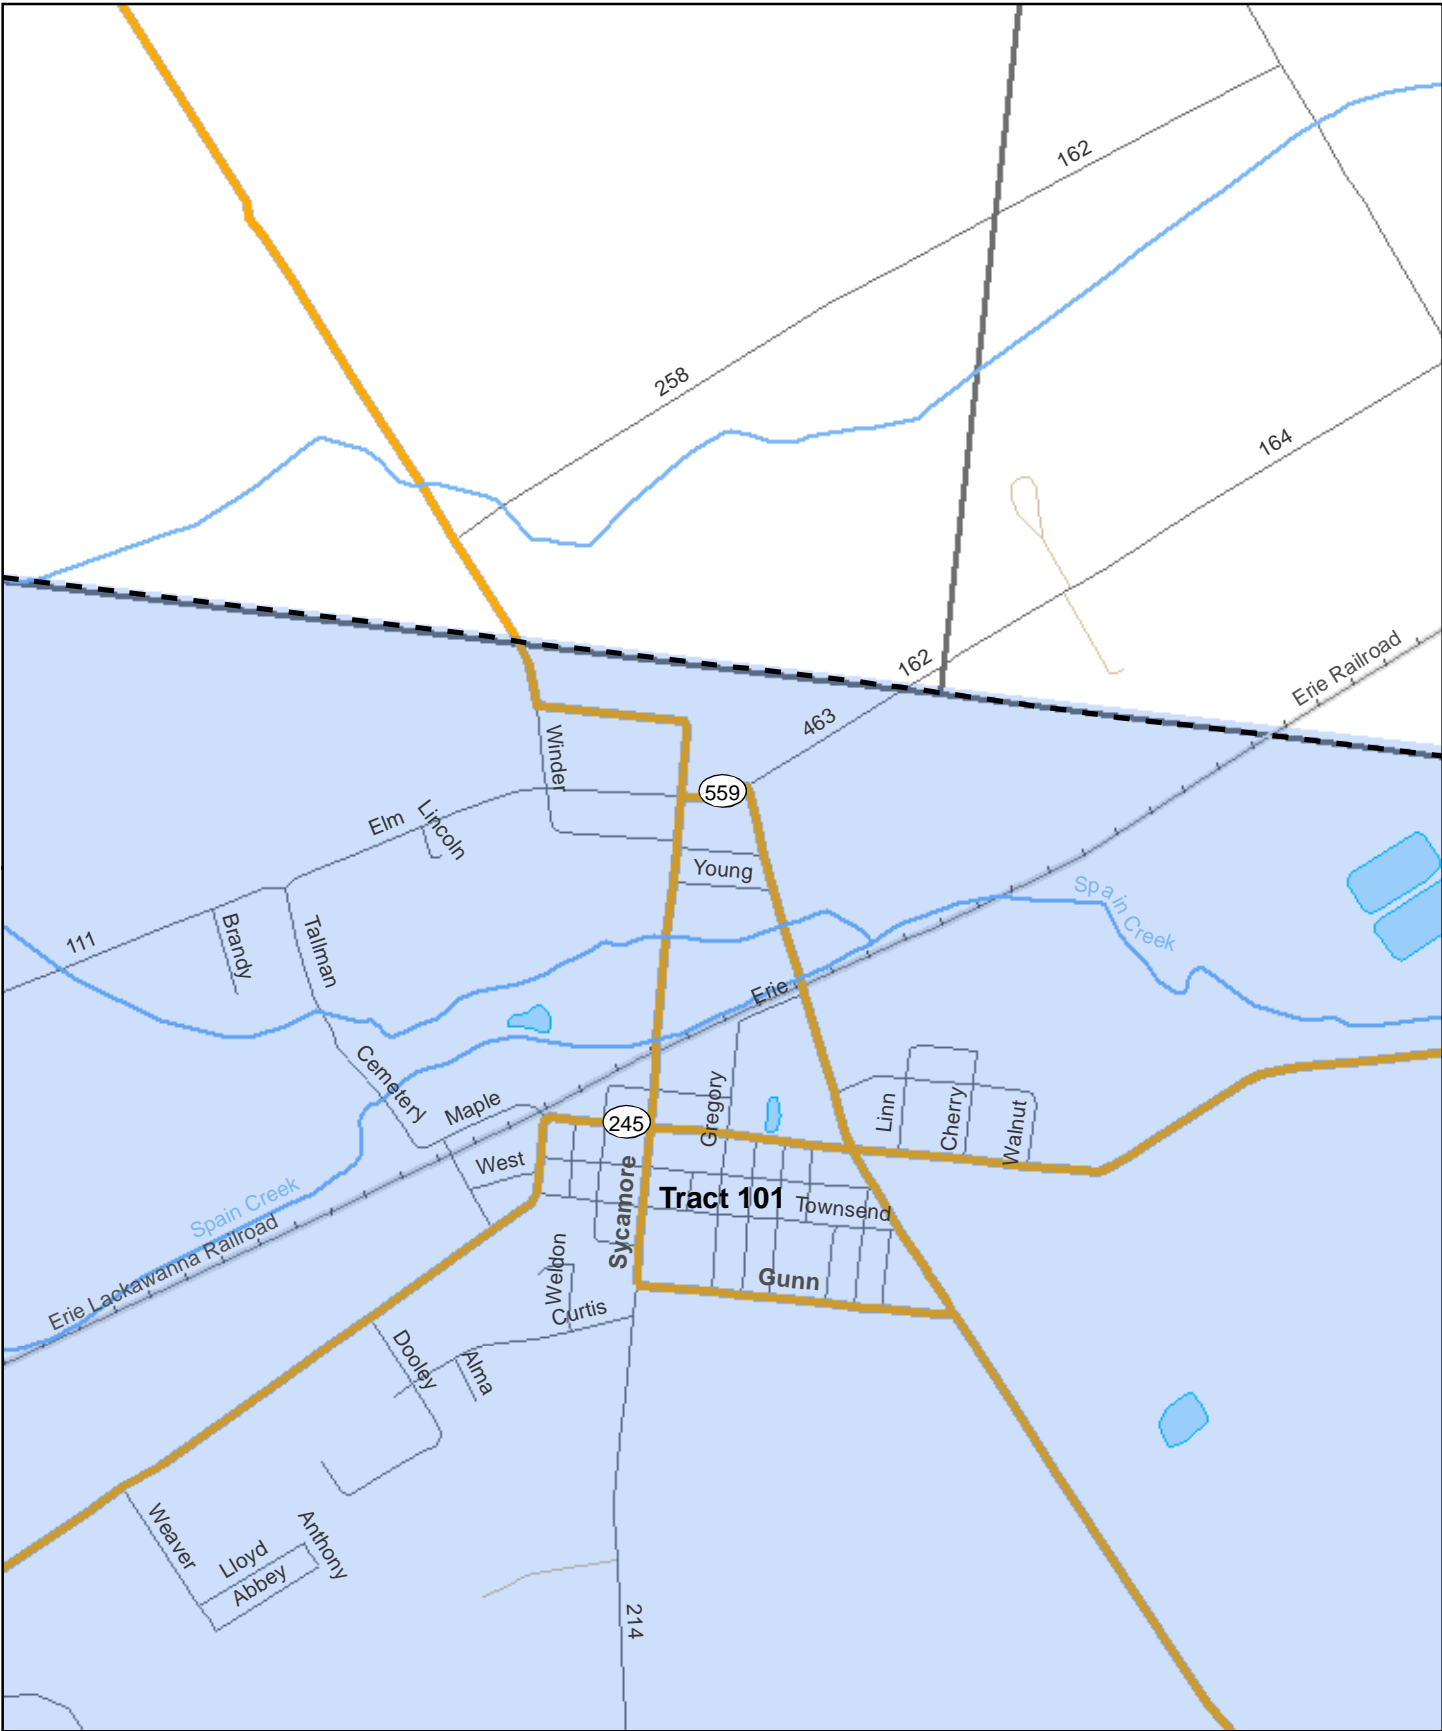 162
258
164
162
Erie Railroad
463
Winder
559
Lincoln
Elm
Young
Spain Creek
Brandy
Tallman
111
Erie
Cemetery
Maple
Gregory
Linn
Cherry
Walnut
245
West
Sycamore
Tract 101
Townsend
Spain Creek
Erie Lackawanna Railroad
Weldon
Gunn
Curtis
Dooley
Alma
Weaver
Lloyd
Anthony
Abbey
214